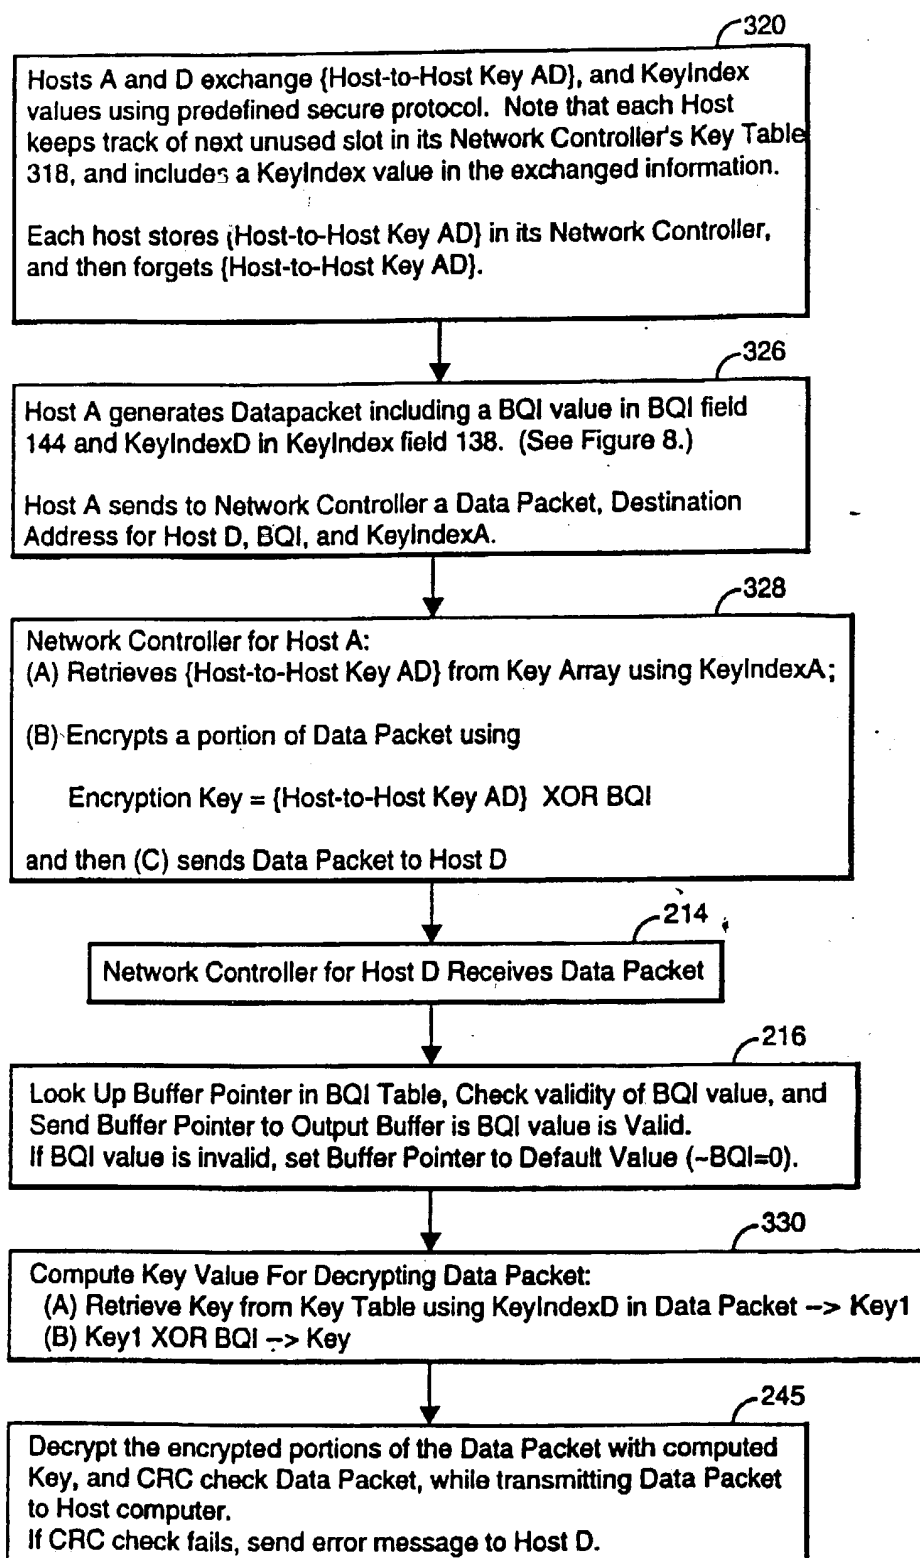 320
Hosts A and D exchange {Host-to-Host Key AD}, and KeyIndex
values using predefined secure protocol. Note that each Host
keeps track of next unused slot in its Network Controller's Key Table
318, and includes a KeyIndex value in the exchanged information.
Each host stores {Host-to-Host Key AD} in its Network Controller,
and then forgets {Host-to-Host Key AD}.
326
Host A generates Datapacket including a BQI value in BQI field
144 and KeyIndexD in KeyIndex field 138. (See Figure 8.)
Host A sends to Network Controller a Data Packet, Destination
Address for Host D, BQI, and KeyIndexA.
328
Network Controller for Host A:
(A) Retrieves {Host-to-Host Key AD} from Key Array using KeyIndexA;
(B) Encrypts a portion of Data Packet using
Encryption Key = {Host-to-Host Key AD} XOR BQI
and then (C) sends Data Packet to Host D
214
Network Controller for Host D Receives Data Packet
216
Look Up Buffer Pointer in BQI Table, Check validity of BQI value, and
Send Buffer Pointer to Output Buffer is BQI value is Valid.
If BQI value is invalid, set Buffer Pointer to Default Value (~BQI=0).
330
Compute Key Value For Decrypting Data Packet:
(A) Retrieve Key from Key Table using KeyIndexD in Data Packet --> Key1
(B) Key1 XOR BQI --> Key
245
Decrypt the encrypted portions of the Data Packet with computed
Key, and CRC check Data Packet, while transmitting Data Packet
to Host computer.
If CRC check fails, send error message to Host D.